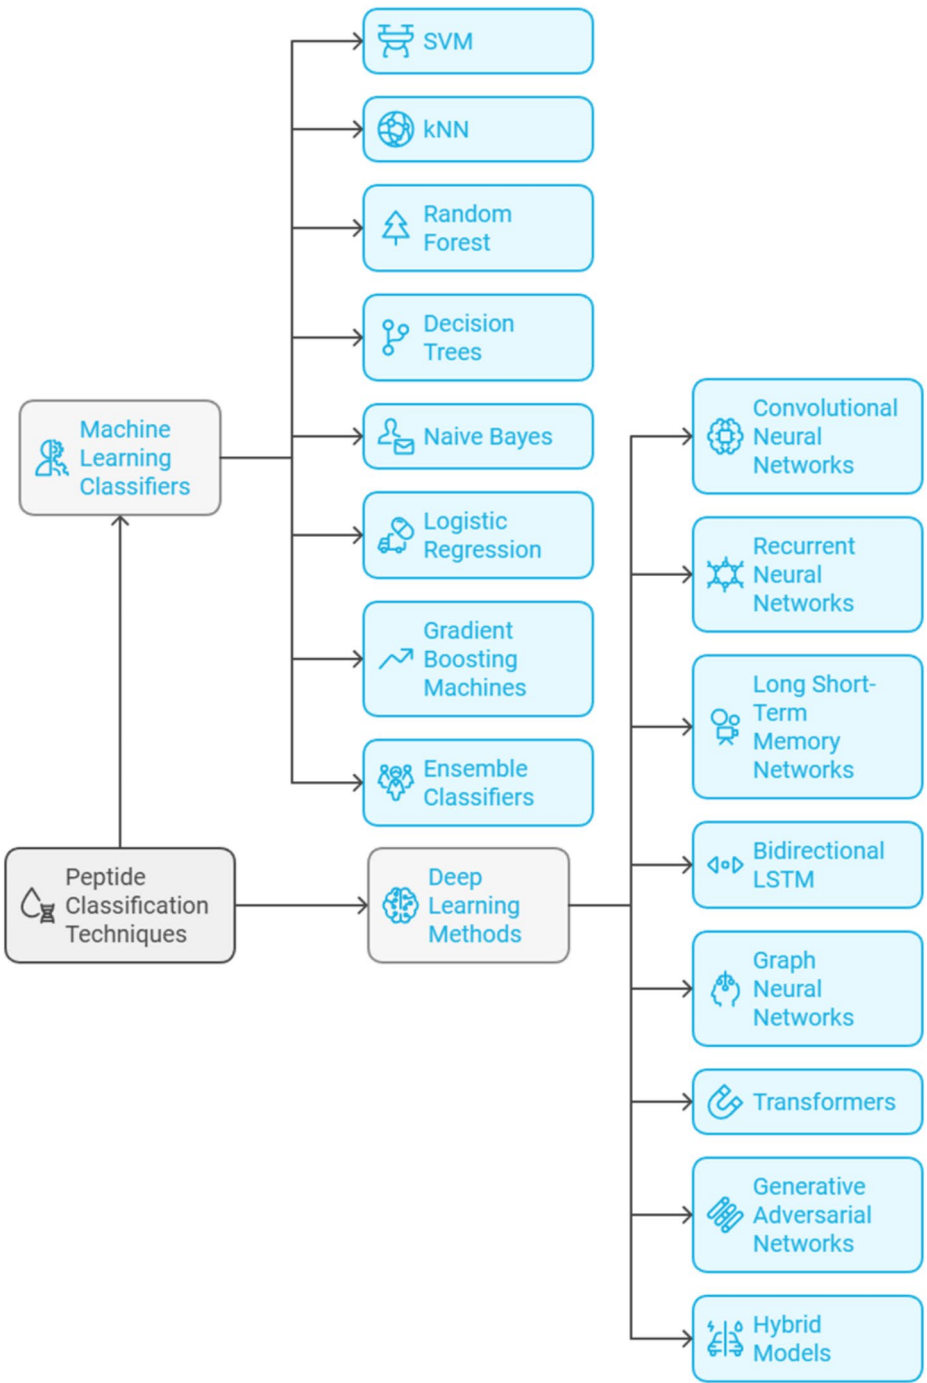 SVM
kNN
Random
Forest
Decision
Trees
Machine
Learning
Classifiers
Naive Bayes
Logistic
Regression
Gradient
Boosting
Machines
Ensemble
Classifiers
Peptide
Classification
Techniques
Deep
Learning
Methods
Convolutional
Neural
Networks
Recurrent
Neural
Networks
Long Short-
Term
Memory
Networks
Bidirectional
LSTM
Graph
Neural
Networks
Transformers
Generative
Adversarial
Networks
Hybrid
Models